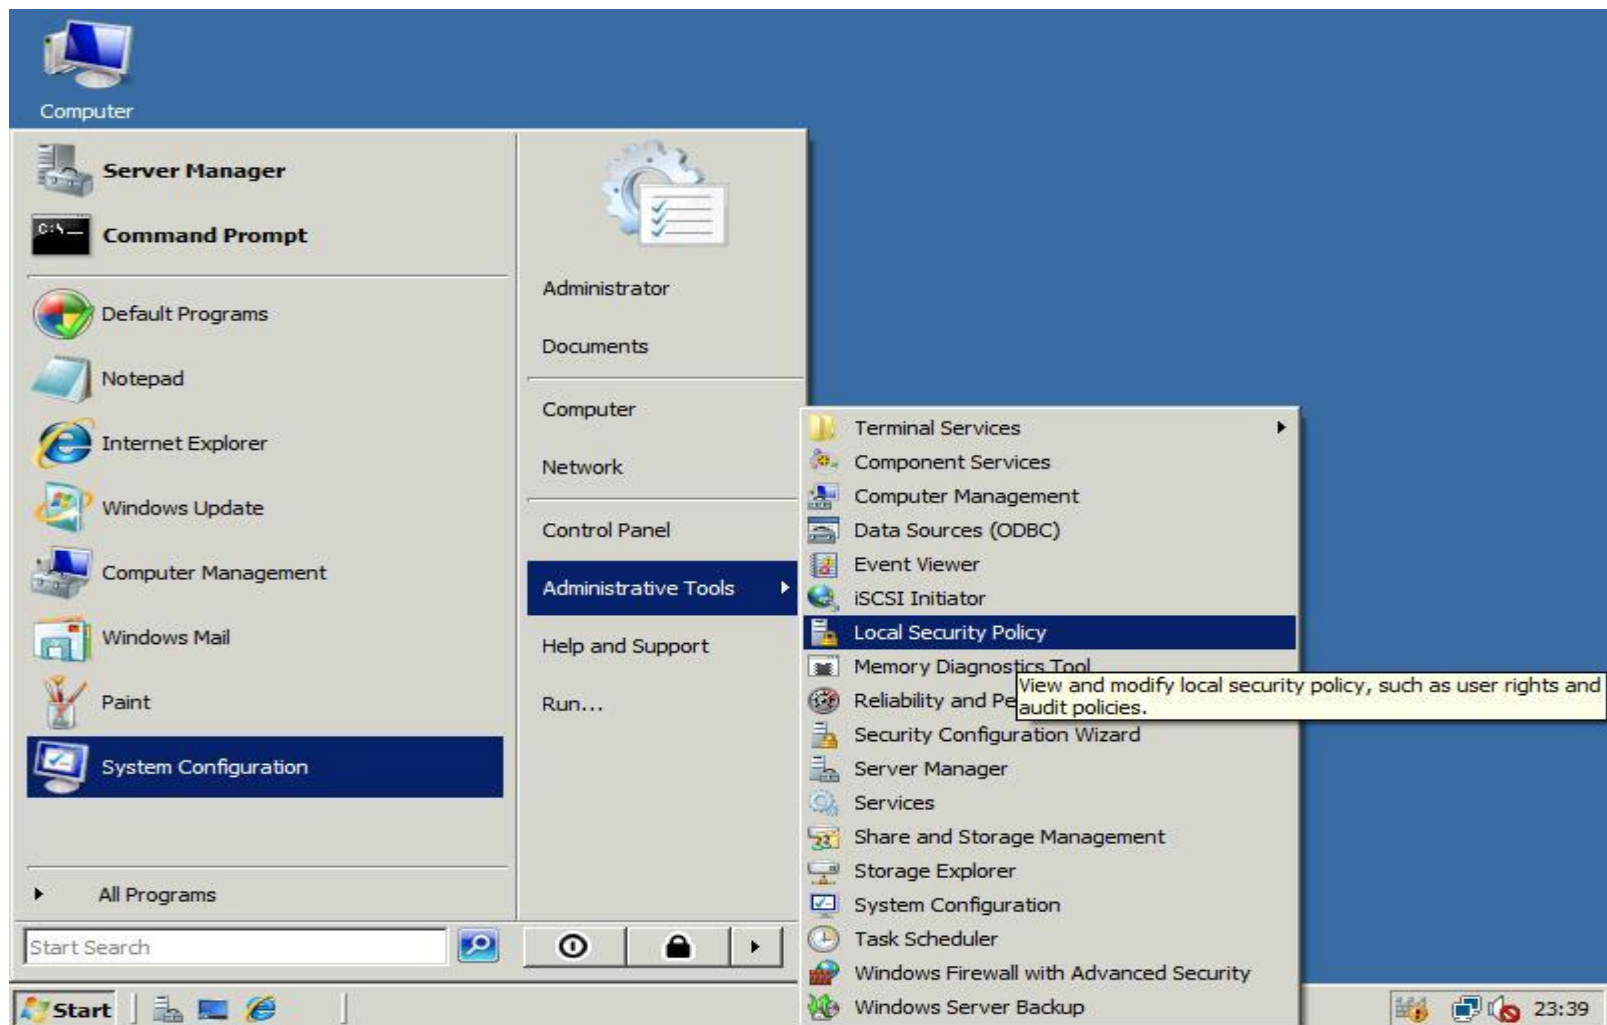 Computer
Server Manager
Command Prompt
Default Programs
Notepad
Internet Explorer
Windows Update
Computer Management
Windows Mail
Paint
System Configuration
All Programs
Start Search
Administrator
Documents
Computer
Network
Control Panel
Administrative Tools
Help and Support
Run...
Terminal Services
Component Services
Computer Management
Data Sources (ODBC)
Event Viewer
iSCSI Initiator
Local Security Policy
Memory Diagnostics Tool
View and modify local security policy, such as user rights and
audit policies.
Reliability and Pe
Security Configuration Wizard
Server Manager
Services
Share and Storage Management
Storage Explorer
System Configuration
Task Scheduler
Windows Firewall with Advanced Security
Windows Server Backup
Start
23:39